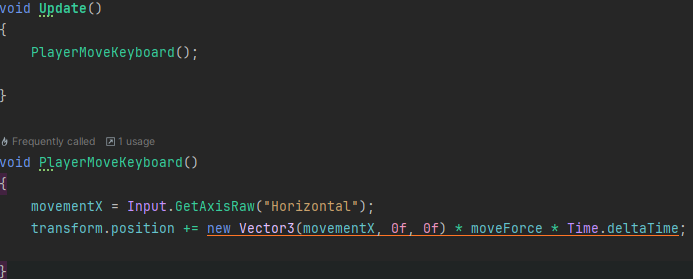 void Update()
{
PlayerMoveKeyboard();
}
Frequently called 1 usage
void PlayerMoveKeyboard()
{
movementX = Input.GetAxisRaw("Horizontal");
transform.position += new Vector3(movementX, 0f, 0f) * moveForce * Time.deltaTime;
}